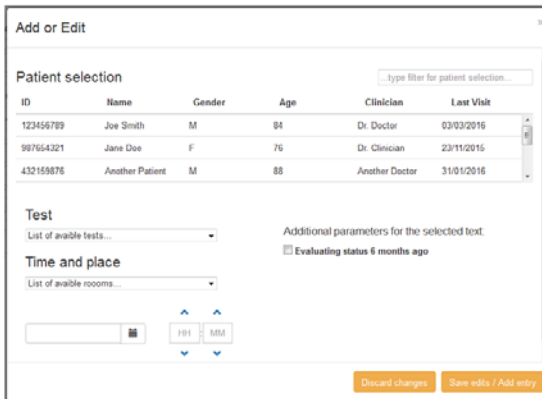 Add or Edit
Patient selection
...type filter for patient selection...
ID Name Gender Age Clinician Last Visit
123456789 Joe Smith M 84 Dr. Doctor 03/03/2016
987654321 Jane Doe F 76 Dr. Clinician 23/11/2015
432159876 Another Patient M 88 Another Doctor 31/01/2016
Test
List of avaible tests...
Additional parameters for the selected text:
Evaluating status 6 months ago
Time and place
List of avaible roooms...
HH : MM
Discard changes Save edits / Add entry